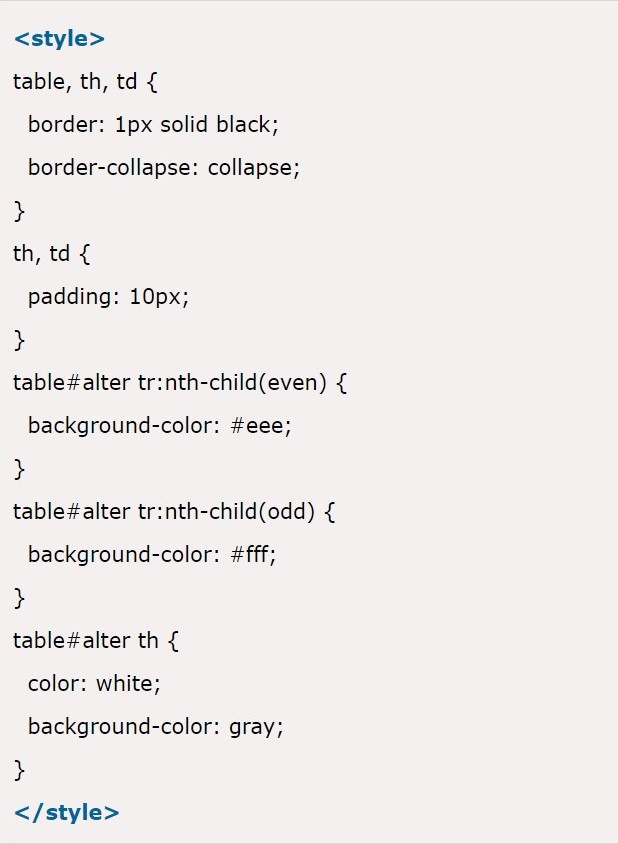 <style>
table, th, td {
border: 1px solid black;
border-collapse: collapse;
}
th, td {
padding: 10px;
}
table#alter tr:nth-child(even) {
background-color: #eee;
}
table#alter tr:nth-child(odd) {
background-color: #fff;
}
table#alter th {
color: white;
background-color: gray;
}
</style>